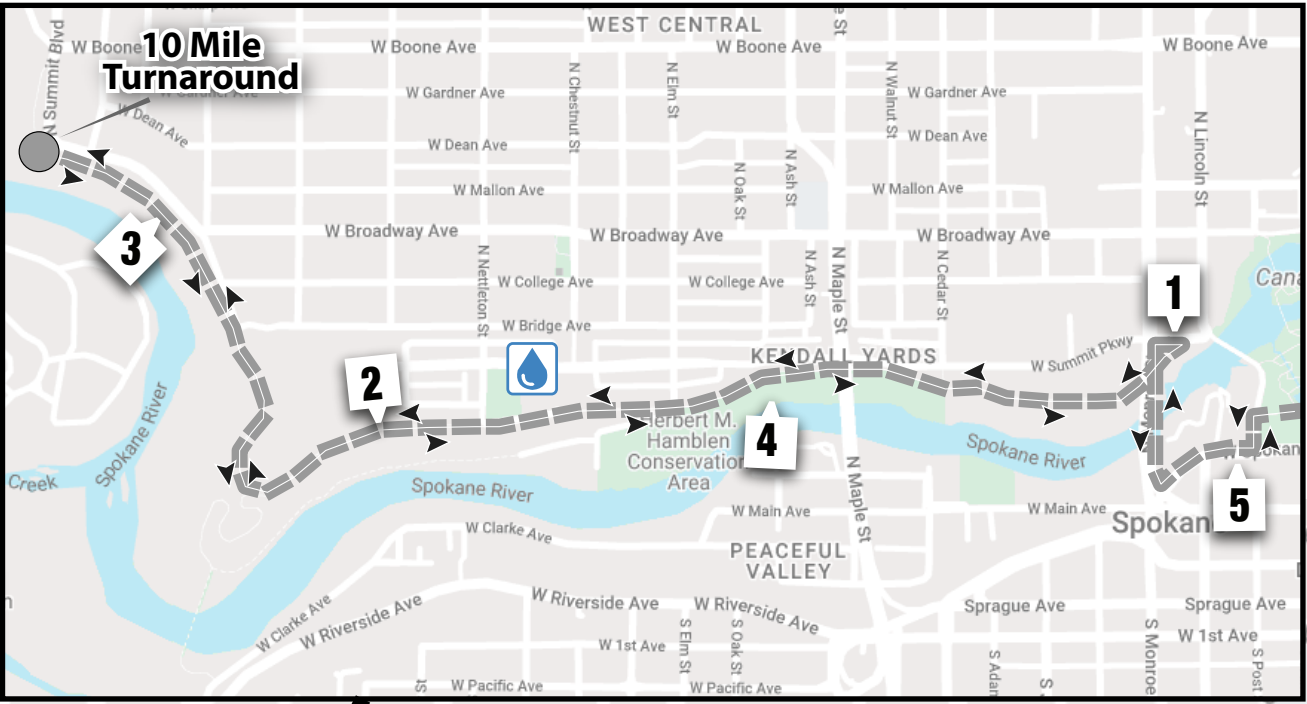 WEST CENTRAL
N Summit Blvd
W Boone
10 Mile
Turnaround
W Boone Ave
W Boone Ave
W Boone Ave
W Gardner Ave
W Gardner Ave
W Gardner Ave
N Chestnut St
N Elm St
N Walnut St
N Lincoln St
W Dean Ave
W Dean Ave
W Dean Ave
W Mallon Ave
W Mallon Ave
N Oak St
N Ash St
W Broadway Ave
W Broadway Ave
W Broadway Ave
3
N Nettleton St
W College Ave
W College Ave
N Ash St
N Maple St
N Cedar St
Cana
1
W Bridge Ave
KENDALL YARDS
W Summit Pkwy
2
4
Herbert M.
Hamblen
Conservation
Area
Spokane River
Spokane River
Spokane River
Creek
N Maple St
5
W Main Ave
W Main Ave
Spokan
W Clarke Ave
PEACEFUL
VALLEY
W Clarke Ave
W Riverside Ave
W Riverside Ave
W Riverside Ave
Sprague Ave
Sprague Ave
S Elm St
S Oak St
W 1st Ave
W 1st Ave
S Monroe
S Post
S Adan
W Pacific Ave
W Pacific Ave